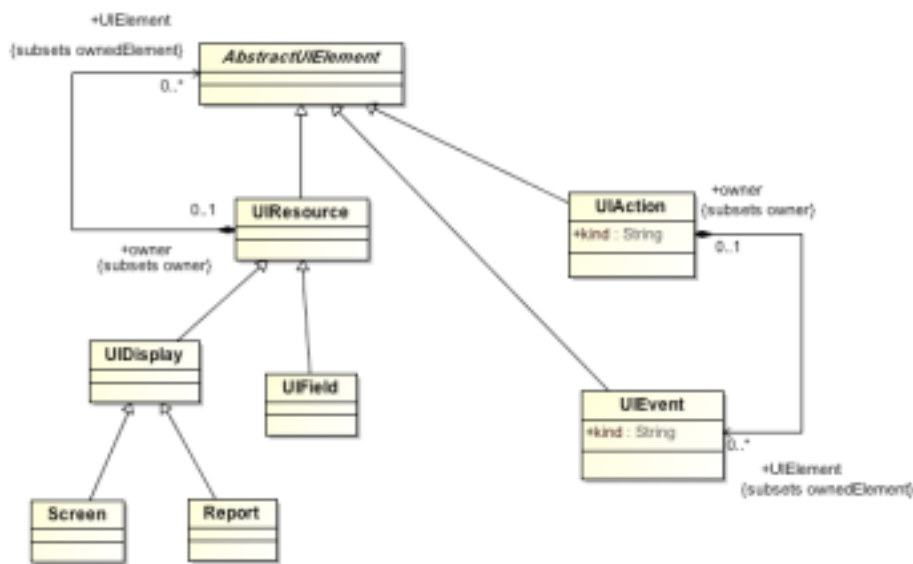 +UIElement
{subsets ownedElement}
0..*
AbstractUIElement
0..1
UIResource
+owner
{subsets owner}
UIAction
+kind : String
+owner
{subsets owner}
0..1
UIDisplay
UIField
UIEvent
+kind : String
0..*
+UIElement
{subsets ownedElement}
Screen
Report